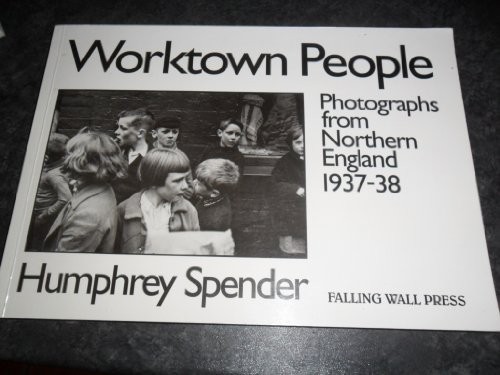 Worktown People
Photographs
from
Northern
England
1937-38
Humphrey Spender
FALLING WALL PRESS